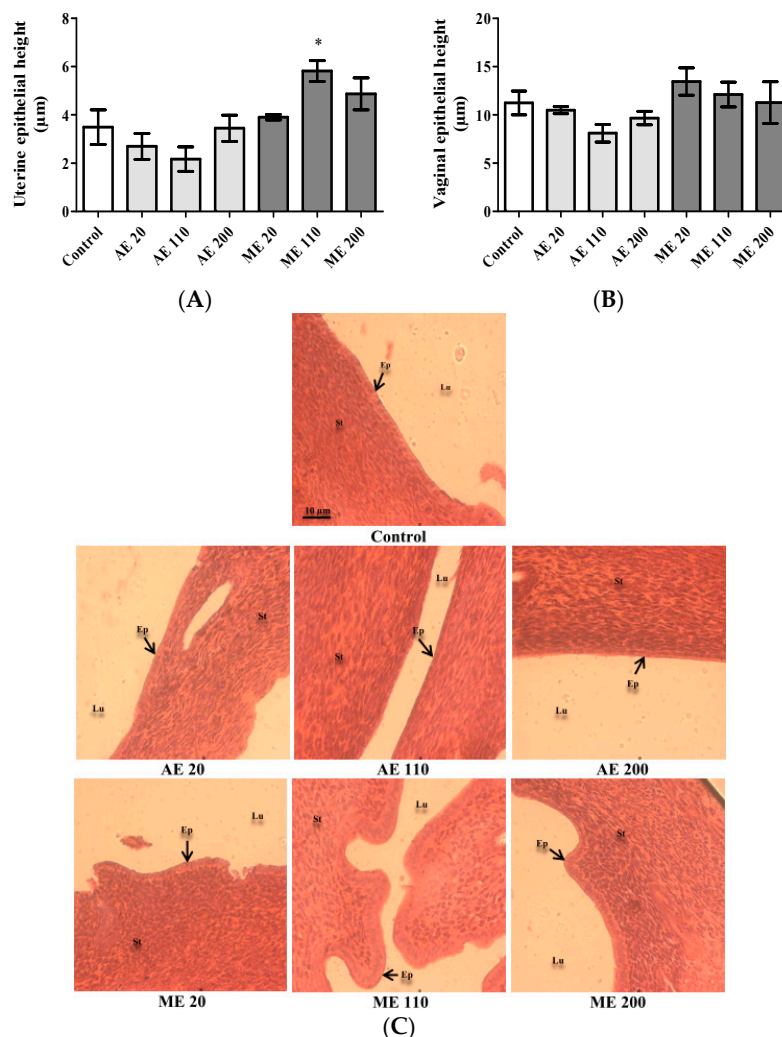 Uterine epithelial height
(µm)
8
6
4
2
0
*
Control
AE 20
AE 110
AE 200
ME 20
ME 110
ME 200
(A)
Vaginal epithelial height
(µm)
20
15
10
5
0
Control
AE 20
AE 110
AE 200
ME 20
ME 110
ME 200
(B)
Ep
Lu
St
10 µm
Control
Ep
St
Lu
AE 20
Lu
Ep
St
AE 110
St
Ep
Lu
AE 200
Lu
Ep
St
ME 20
St
Lu
Ep
ME 110
St
Ep
Lu
ME 200
(C)